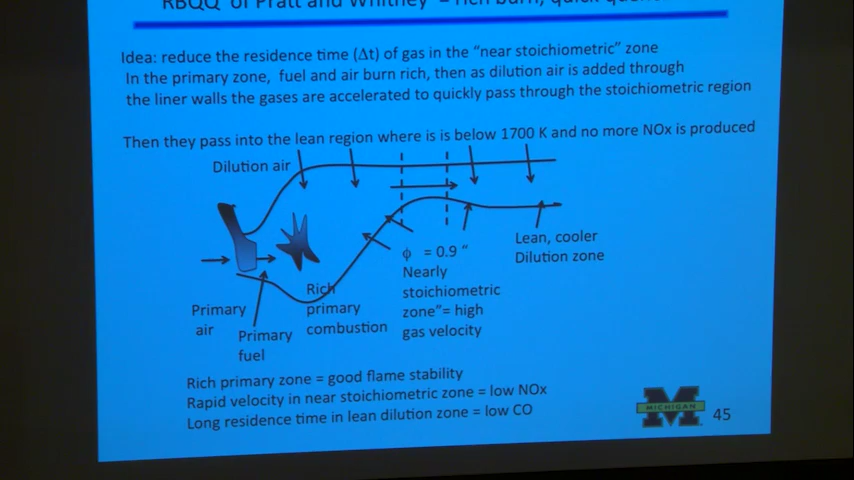 RBQQ of Pratt and Whitney = rich burn, quick
Idea: reduce the residence time (Δt) of gas in the “near stoichiometric” zone
In the primary zone, fuel and air burn rich, then as dilution air is added through
the liner walls the gases are accelerated to quickly pass through the stoichiometric region
Then they pass into the lean region where is is below 1700 K and no more NOx is produced
Dilution air
ϕ = 0.9 “
Nearly
stoichiometric
zone”= high
gas velocity
Lean, cooler
Dilution zone
Rich
primary
combustion
Primary
air
Primary
fuel
Rich primary zone = good flame stability
Rapid velocity in near stoichiometric zone = low NOx
Long residence time in lean dilution zone = low CO
M
MICHIGAN
45